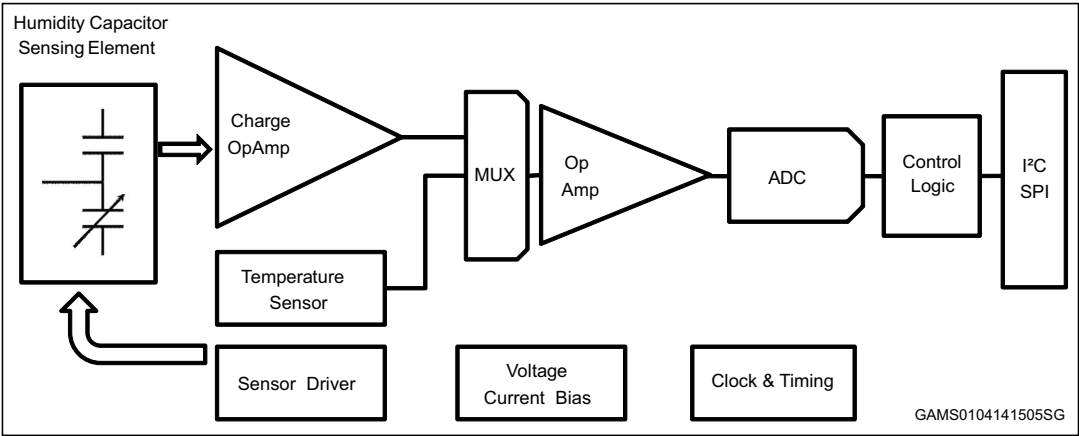 Humidity Capacitor
Sensing Element
Charge
OpAmp
MUX
Op
Amp
ADC
Control
Logic
I²C
SPI
Temperature
Sensor
Sensor Driver
Voltage
Current Bias
Clock & Timing
GAMS0104141505SG